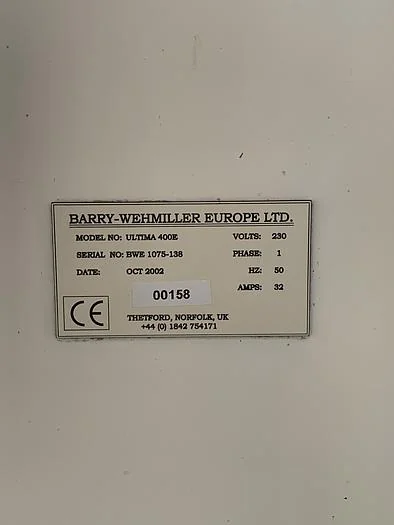 BARRY-WEHMILLER EUROPE LTD.
MODEL NO: ULTIMA 400E VOLTS: 230
SERIAL NO: BWE 1075-138 PHASE: 1
DATE: OCT 2002 HZ: 50
00158 AMPS: 32
CE
THETFORD, NORFOLK, UK
+44 (0) 1842 754171